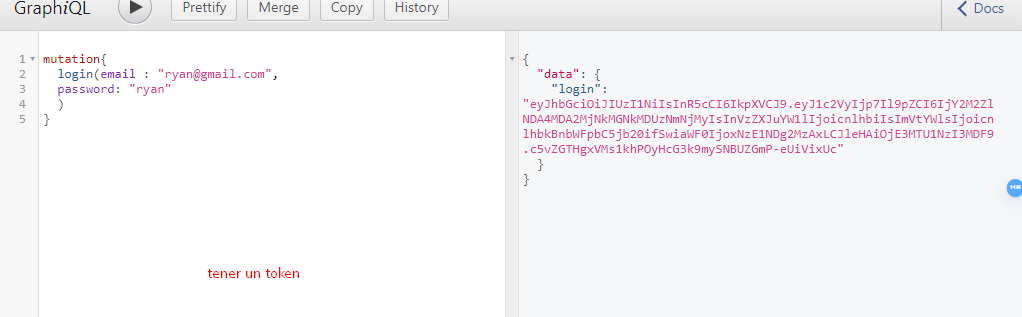 GraphiQL
Prettify
Merge
Copy
History
Docs
1 mutation{
2 login(email : "ryan@gmail.com",
3 password: "ryan"
4 )
5 }
{
"data": {
"login":
"eyJhbGciOiJIUzI1NiIsInR5cCI6IkpXVCJ9.eyJ1c2VyIjp7Il9pZCI6IjY2M2Zl
NDA4MDA2MjNkMGNkMDUzNmNjMyIsInVzZXJuYW1lIjoicnlhbiIsImVtYWlsIjoicn
lhbkBnbWFpbC5jb20ifSwiaWF0IjoxNzE1NDg2MzAxLCJleHAiOjE3MTU1NzI3MDF9
.c5vZGTHgxVMs1khPOyHcG3k9mySNBUZGmP-eUiVixUc"
}
}
tener un token